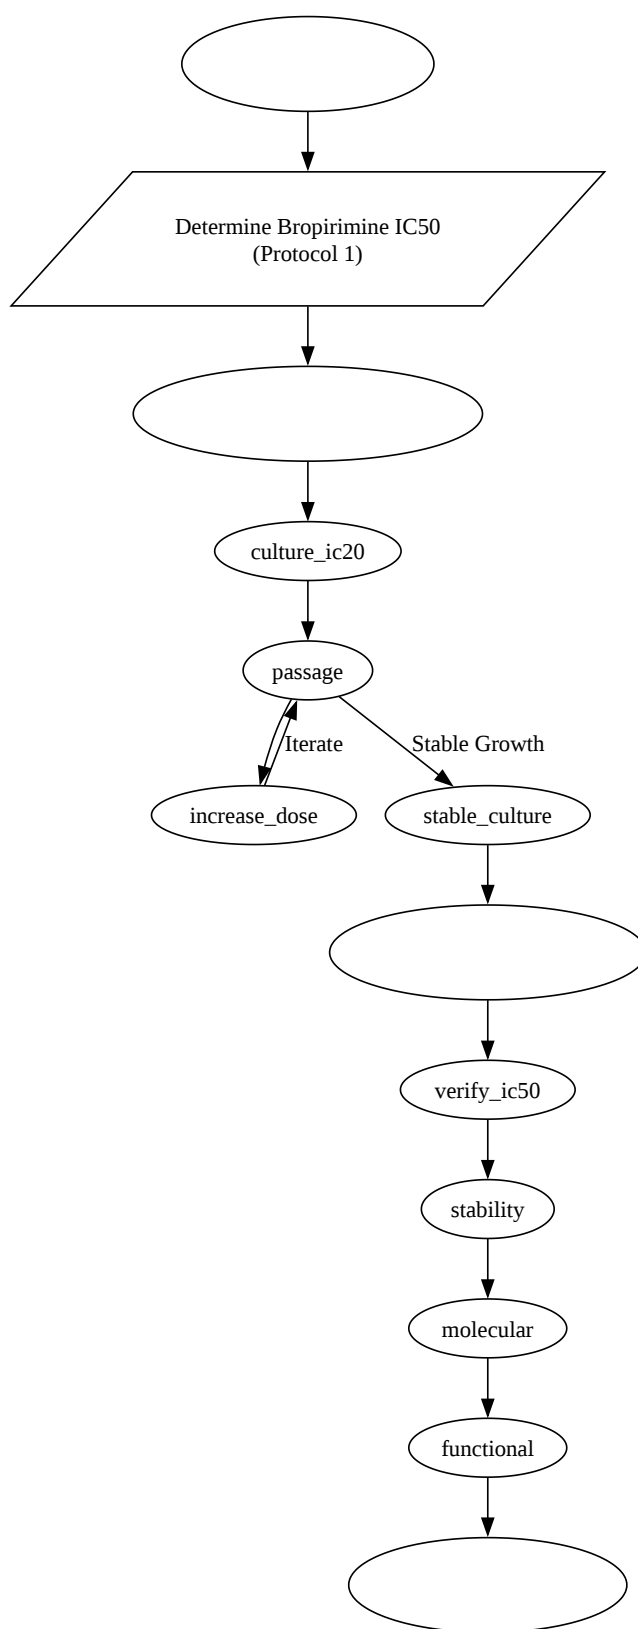 Determine Bropirimine IC50
(Protocol 1)
culture_ic20
passage
Iterate
Stable Growth
increase_dose
stable_culture
verify_ic50
stability
molecular
functional